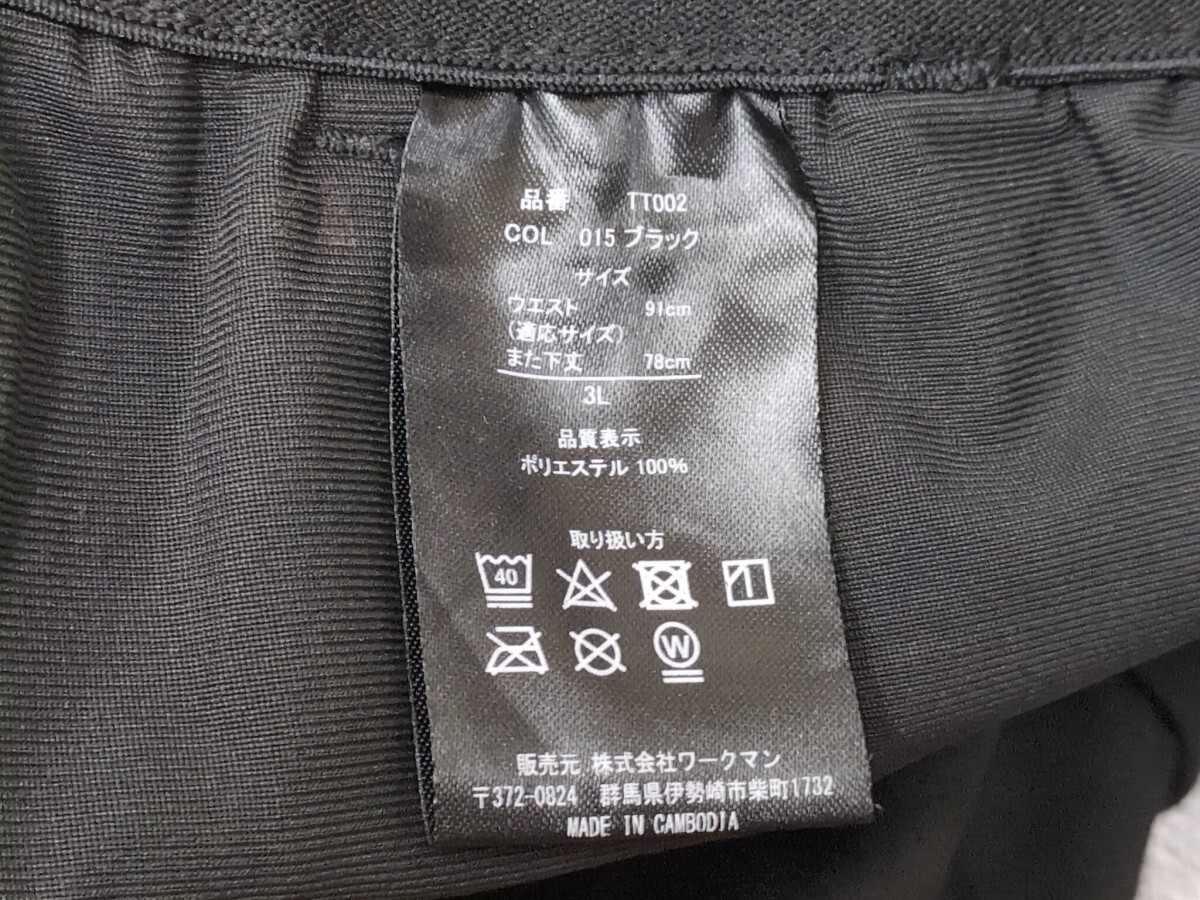 品番 TT002
COL 015 ブラック
サイズ
ウエスト 91cm
(適応サイズ)
また下丈 78cm
3L
品質表示
ポリエステル 100%
取り扱い方
40
W
販売元 株式会社ワークマン
〒372-0824 群馬県伊勢崎市柴町1732
MADE IN CAMBODIA